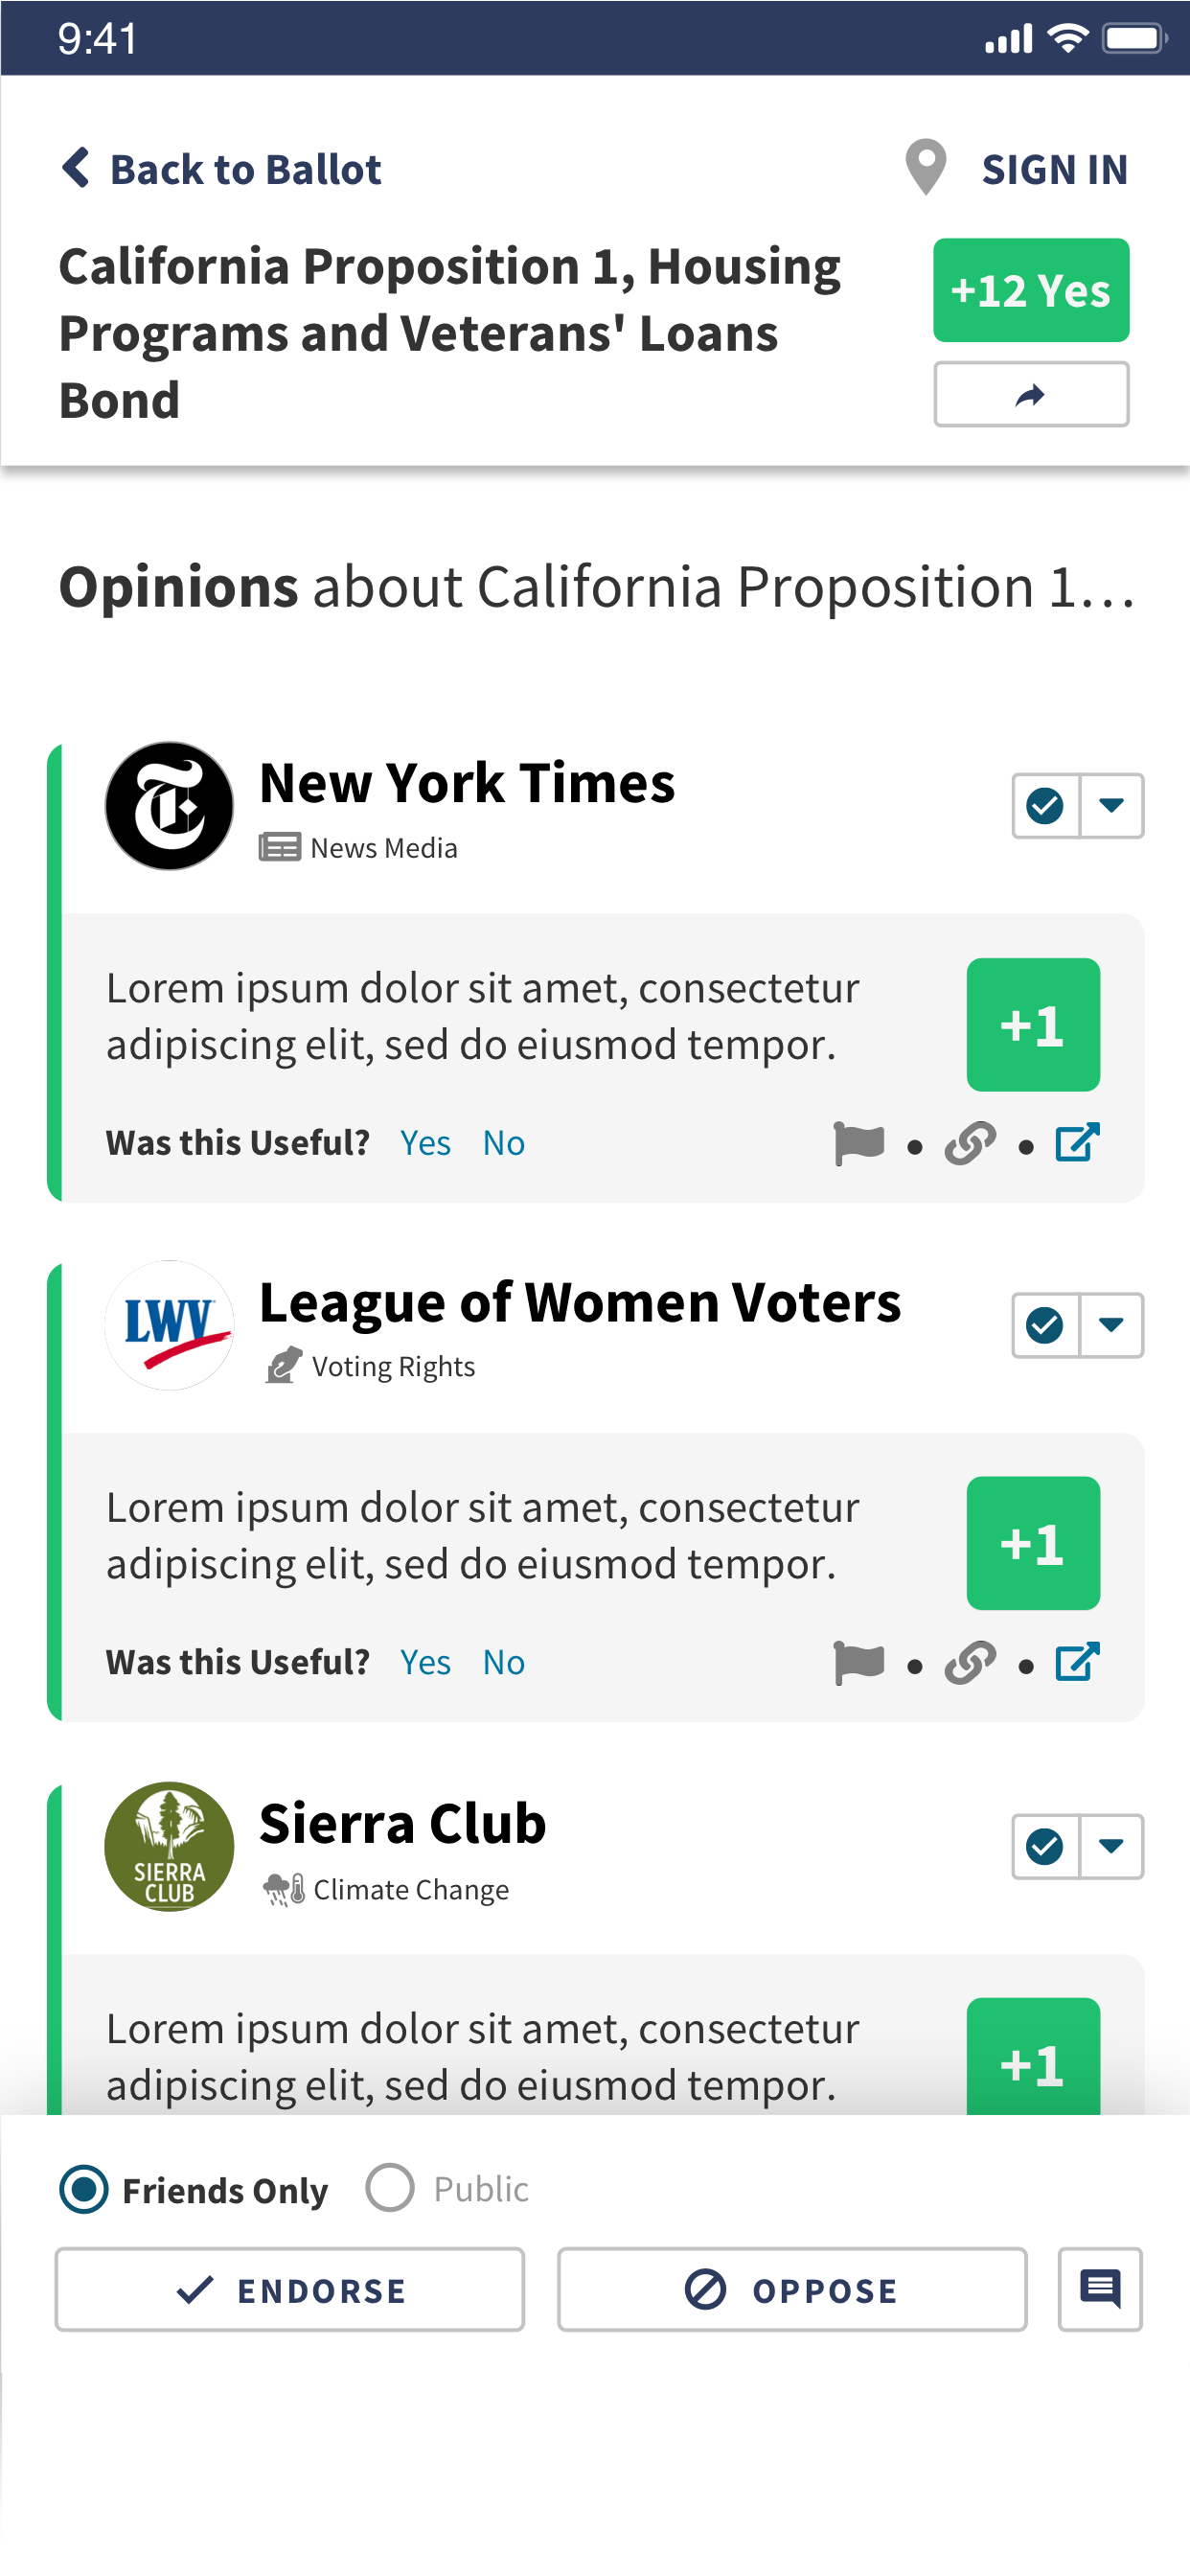 9:41
Back to Ballot
SIGN IN
California Proposition 1, Housing
Programs and Veterans' Loans
Bond
+12 Yes
Opinions about California Proposition 1...
New York Times
News Media
Lorem ipsum dolor sit amet, consectetur
adipiscing elit, sed do eiusmod tempor.
+1
Was this Useful? Yes No
LWV
League of Women Voters
Voting Rights
Lorem ipsum dolor sit amet, consectetur
adipiscing elit, sed do eiusmod tempor.
+1
Was this Useful? Yes No
SIERRA
CLUB
Sierra Club
Climate Change
Lorem ipsum dolor sit amet, consectetur
adipiscing elit, sed do eiusmod tempor.
+1
Friends Only
Public
ENDORSE
OPPOSE